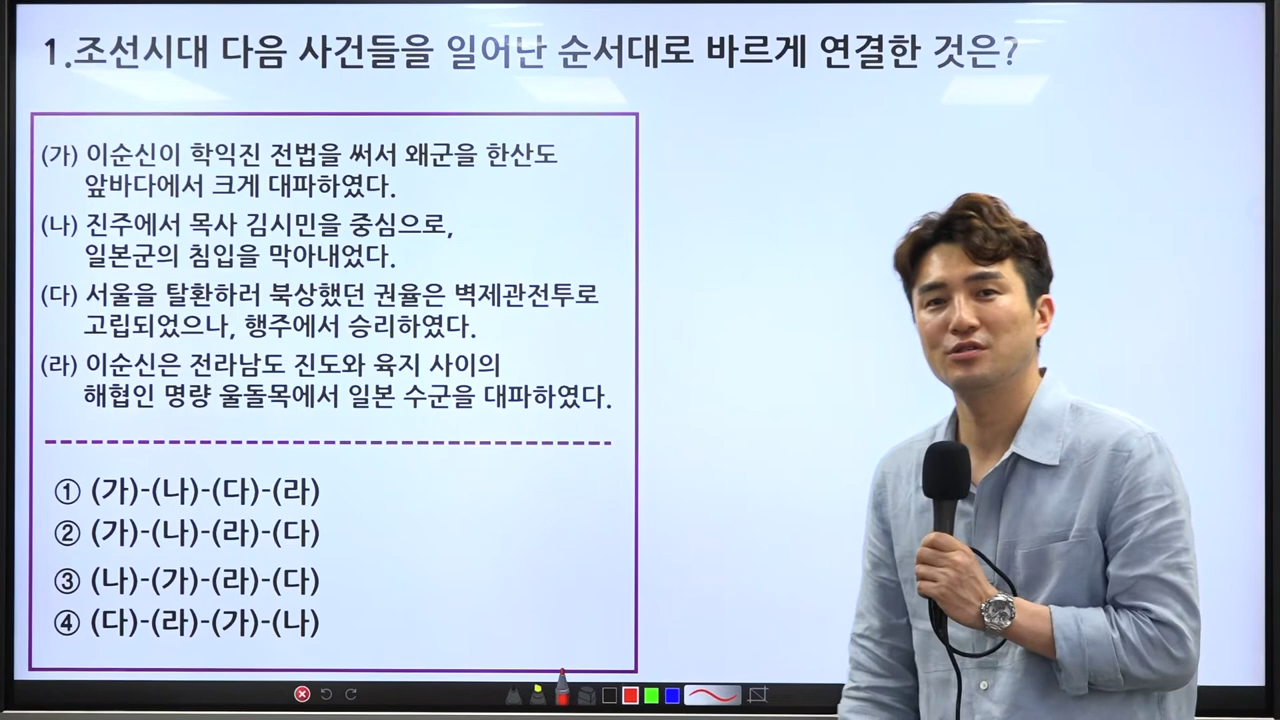 1.조선시대 다음 사건들을 일어난 순서대로 바르게 연결한 것은?
(가) 이순신이 학익진 전법을 써서 왜군을 한산도
앞바다에서 크게 대파하였다.
(나) 진주에서 목사 김시민을 중심으로,
일본군의 침입을 막아내었다.
(다) 서울을 탈환하러 북상했던 권율은 벽제관전투로
고립되었으나, 행주에서 승리하였다.
(라) 이순신은 전라남도 진도와 육지 사이의
해협인 명량 울돌목에서 일본 수군을 대파하였다.
① (가)-(나)-(다)-(라)
② (가)-(나)-(라)-(다)
③ (나)-(가)-(라)-(다)
④ (다)-(라)-(가)-(나)